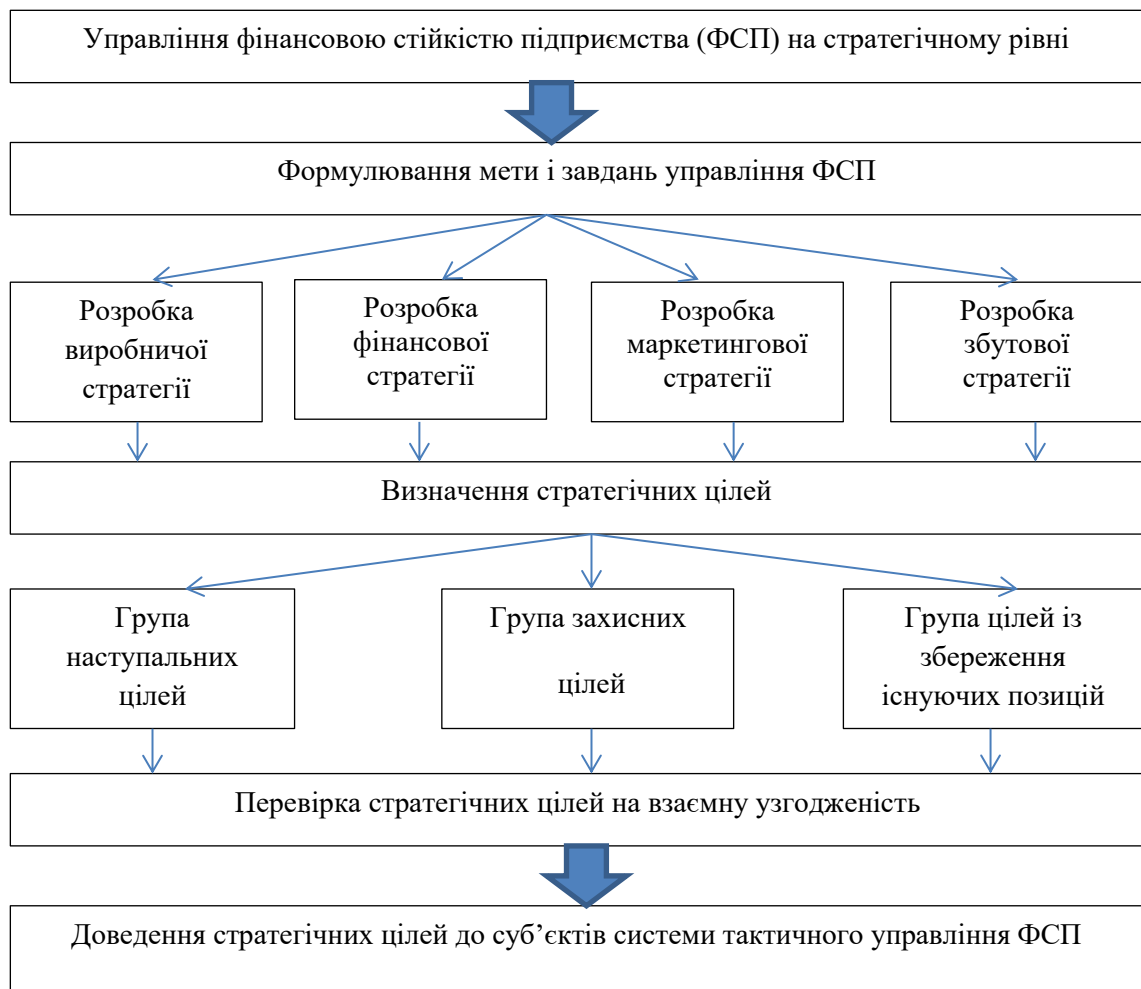 Управління фінансовою стійкістю підприємства (ФСП) на стратегічному рівні
Формулювання мети і завдань управління ФСП
Розробка
виробничої
стратегії
Розробка
фінансової
стратегії
Розробка
маркетингової
стратегії
Розробка
збутової
стратегії
Визначення стратегічних цілей
Група
наступальних
цілей
Група захисних
цілей
Група цілей із
збереження
існуючих позицій
Перевірка стратегічних цілей на взаємну узгодженість
Доведення стратегічних цілей до суб’єктів системи тактичного управління ФСП